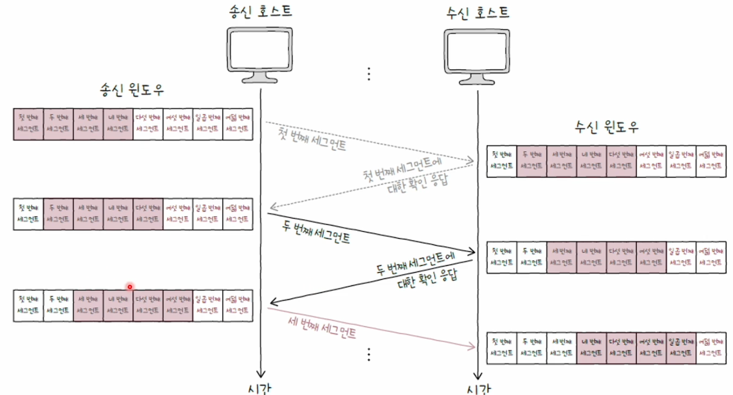 송신 호스트
수신 호스트
송신 윈도우
첫 번째 세그먼트
두 번째 세그먼트
세 번째 세그먼트
네 번째 세그먼트
다섯 번째 세그먼트
여섯 번째 세그먼트
일곱 번째 세그먼트
여덟 번째 세그먼트
첫 번째 세그먼트
수신 윈도우
첫 번째 세그먼트
두 번째 세그먼트
세 번째 세그먼트
네 번째 세그먼트
다섯 번째 세그먼트
여섯 번째 세그먼트
일곱 번째 세그먼트
여덟 번째 세그먼트
첫 번째 세그먼트에
대한 확인 응답
첫 번째 세그먼트
두 번째 세그먼트
세 번째 세그먼트
네 번째 세그먼트
다섯 번째 세그먼트
여섯 번째 세그먼트
일곱 번째 세그먼트
여덟 번째 세그먼트
두 번째 세그먼트
첫 번째 세그먼트
두 번째 세그먼트
세 번째 세그먼트
네 번째 세그먼트
다섯 번째 세그먼트
여섯 번째 세그먼트
일곱 번째 세그먼트
여덟 번째 세그먼트
두 번째 세그먼트에
대한 확인 응답
첫 번째 세그먼트
두 번째 세그먼트
세 번째 세그먼트
네 번째 세그먼트
다섯 번째 세그먼트
여섯 번째 세그먼트
일곱 번째 세그먼트
여덟 번째 세그먼트
세 번째 세그먼트
첫 번째 세그먼트
두 번째 세그먼트
세 번째 세그먼트
네 번째 세그먼트
다섯 번째 세그먼트
여섯 번째 세그먼트
일곱 번째 세그먼트
여덟 번째 세그먼트
시간
시간